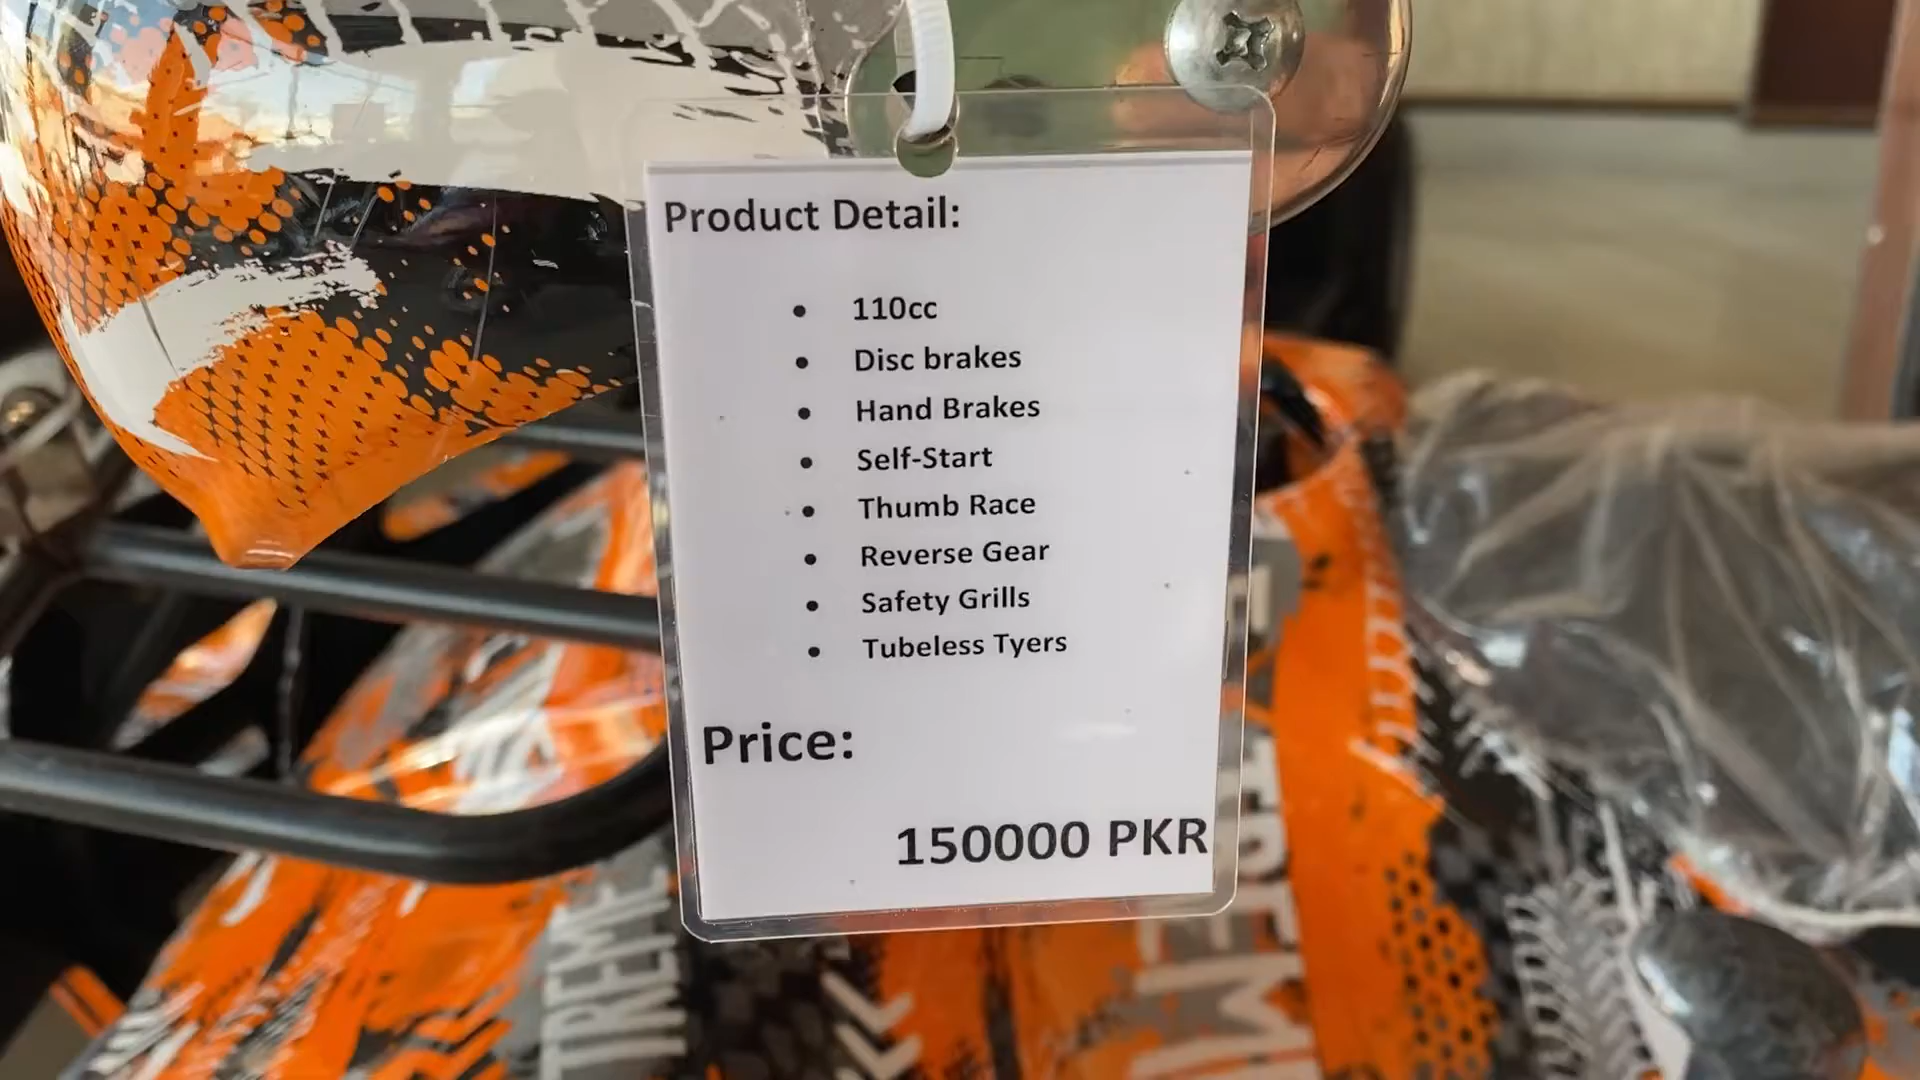 Product Detail:
• 110cc
• Disc brakes
• Hand Brakes
• Self-Start
• Thumb Race
• Reverse Gear
• Safety Grills
• Tubeless Tyers
Price:
150000 PKR
TREME